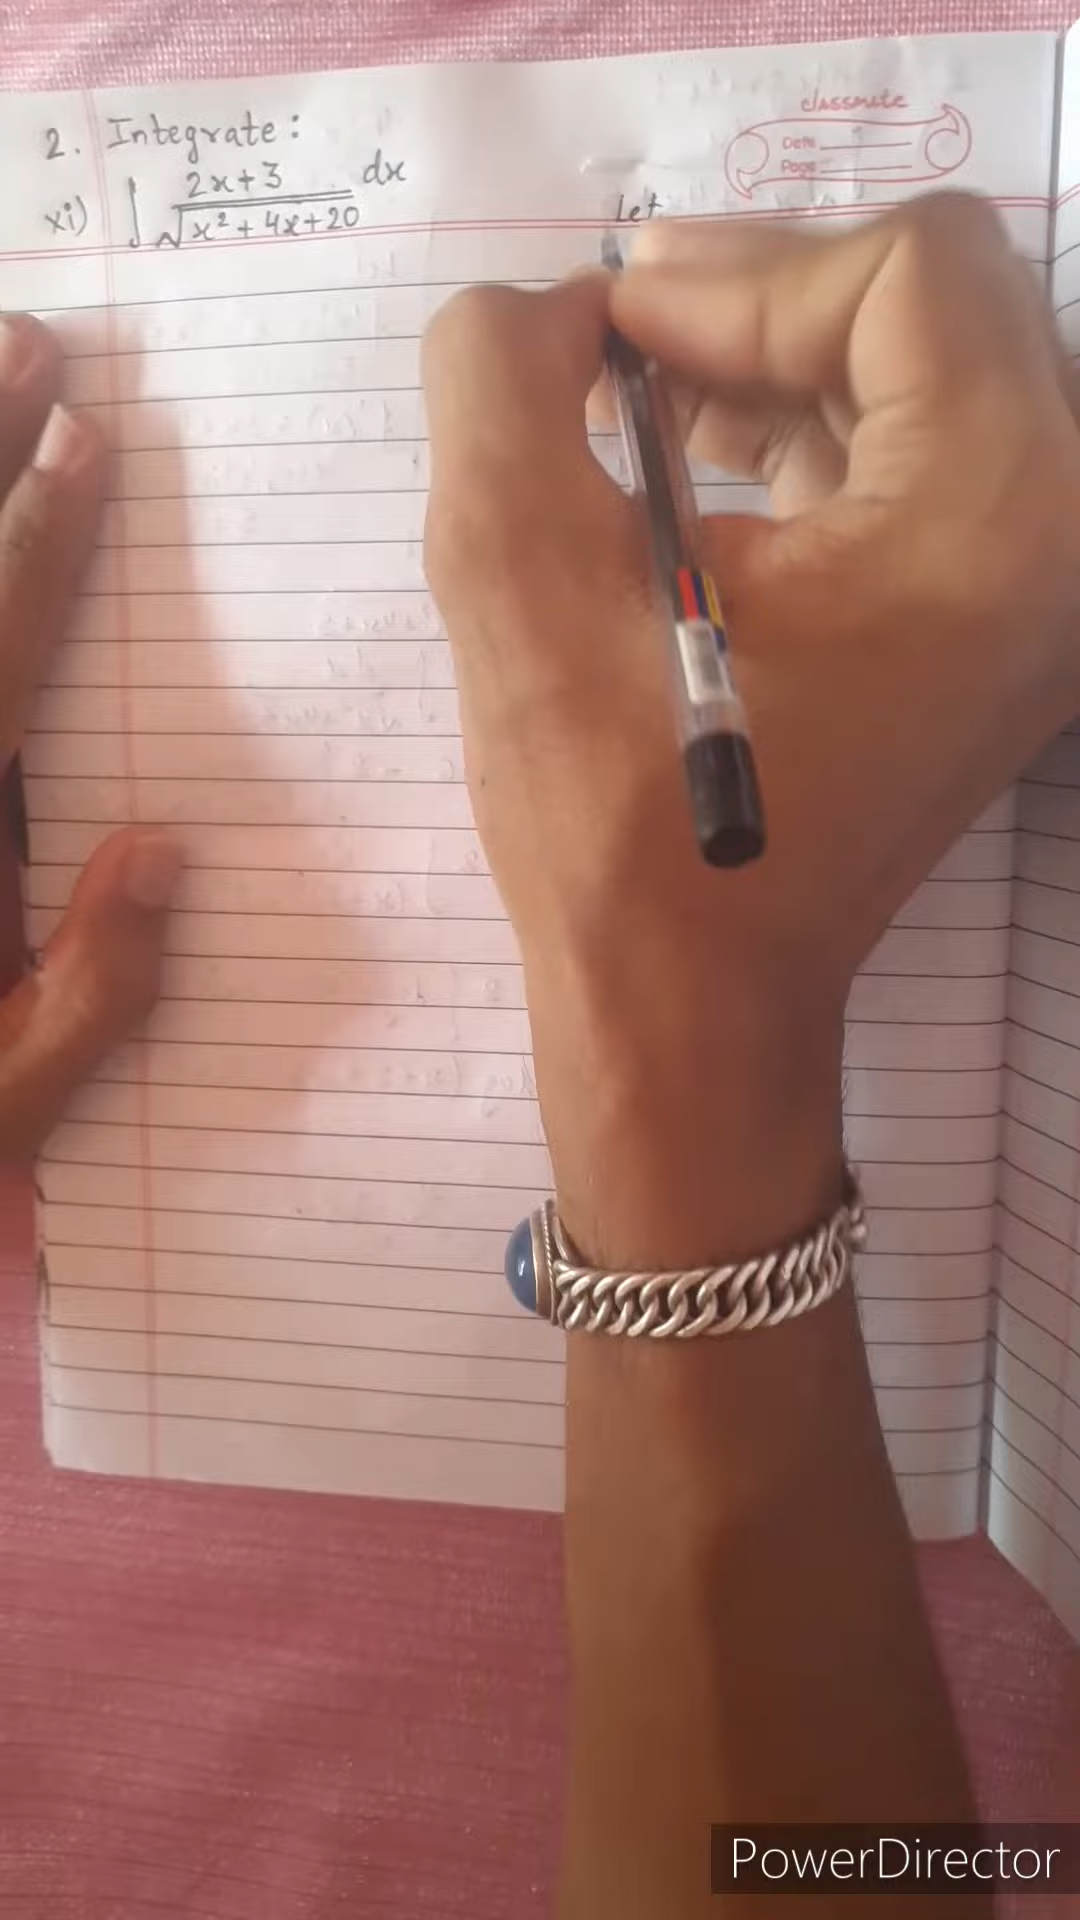 classmate
Date
Page
2. Integrate :
xi) ∫ 2x+3 / √x² + 4x+20 dx
Let
PowerDirector